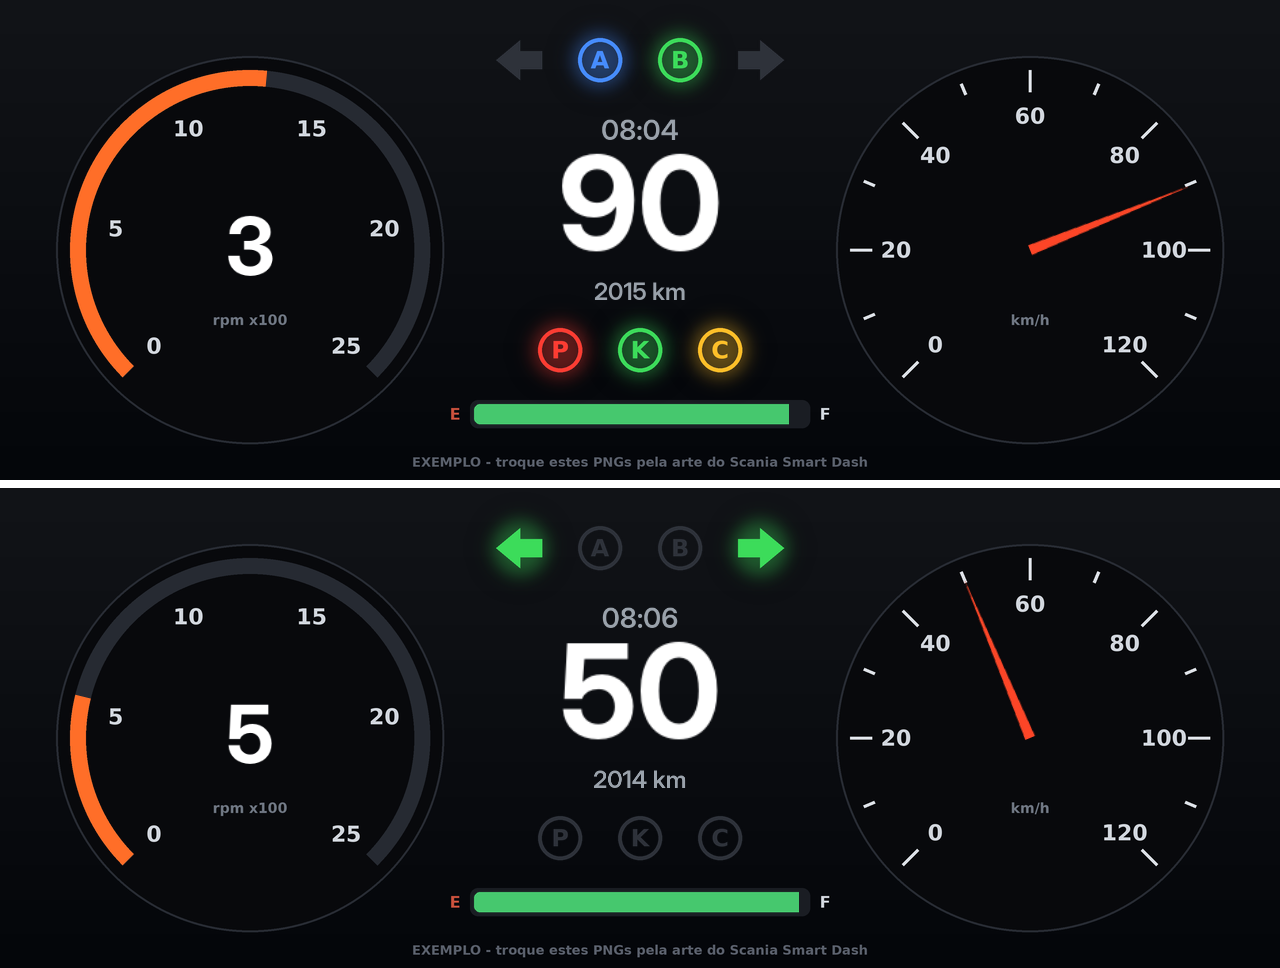 A B
08:04
90
2015 km
P K C
E F
0 5 10 15 20 25
3
rpm x100
0 20 40 60 80 100 120
km/h
EXEMPLO - troque estes PNGs pela arte do Scania Smart Dash
A B
08:06
50
2014 km
P K C
E F
0 5 10 15 20 25
5
rpm x100
0 20 40 60 80 100 120
km/h
EXEMPLO - troque estes PNGs pela arte do Scania Smart Dash